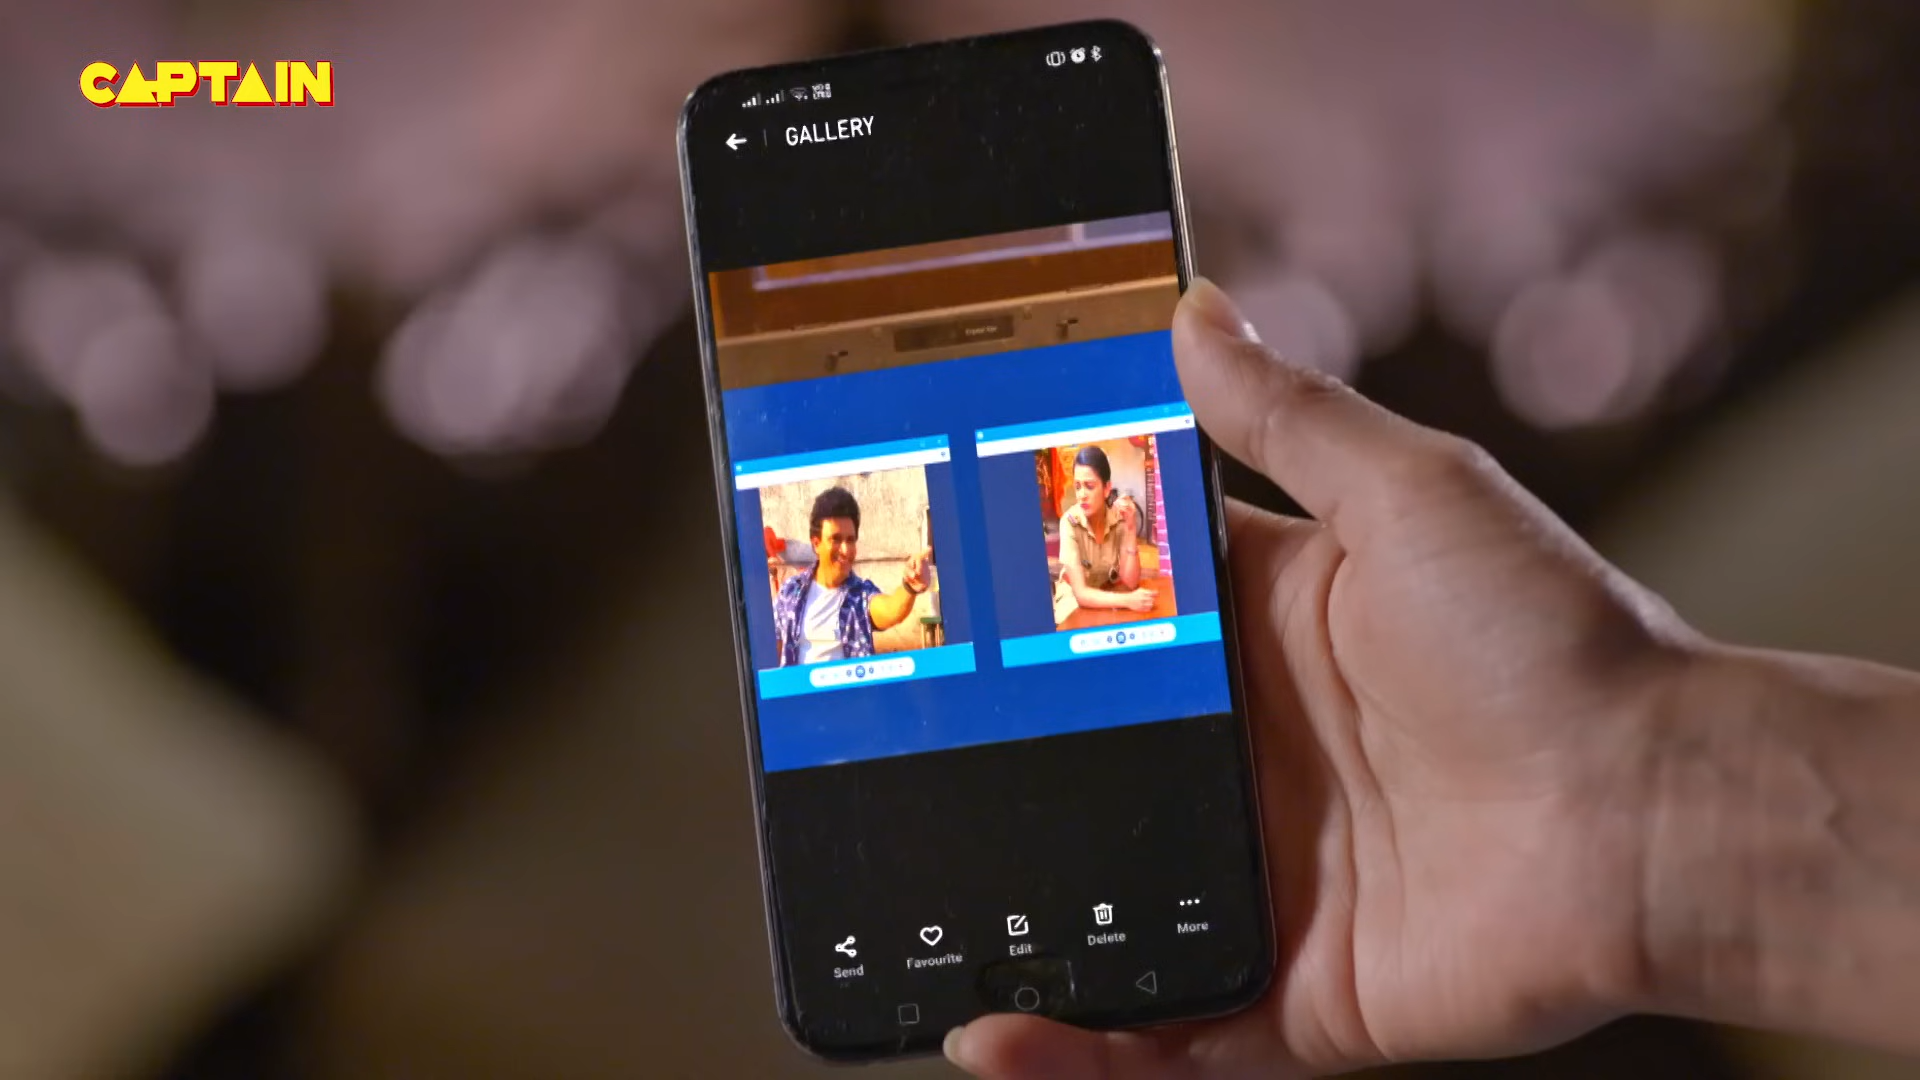 CAPTAIN
GALLERY
Send
Favourite
Edit
Delete
More